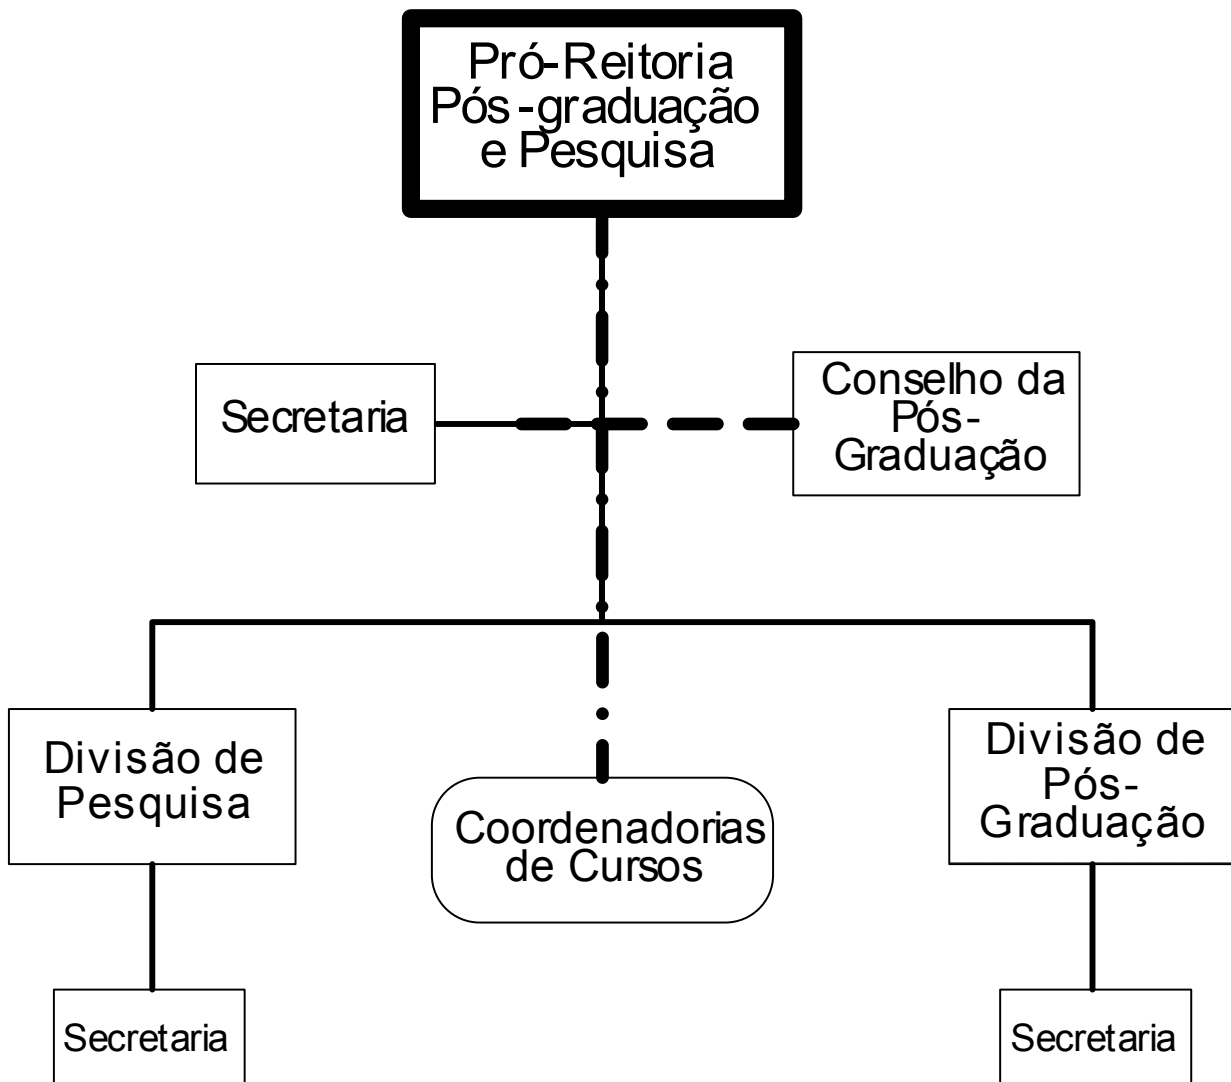 Pró-Reitoria
Pós-graduação
e Pesquisa
Secretaria
Conselho da
Pós-
Graduação
Divisão de
Pesquisa
Coordenadorias
de Cursos
Divisão de
Pós-
Graduação
Secretaria
Secretaria